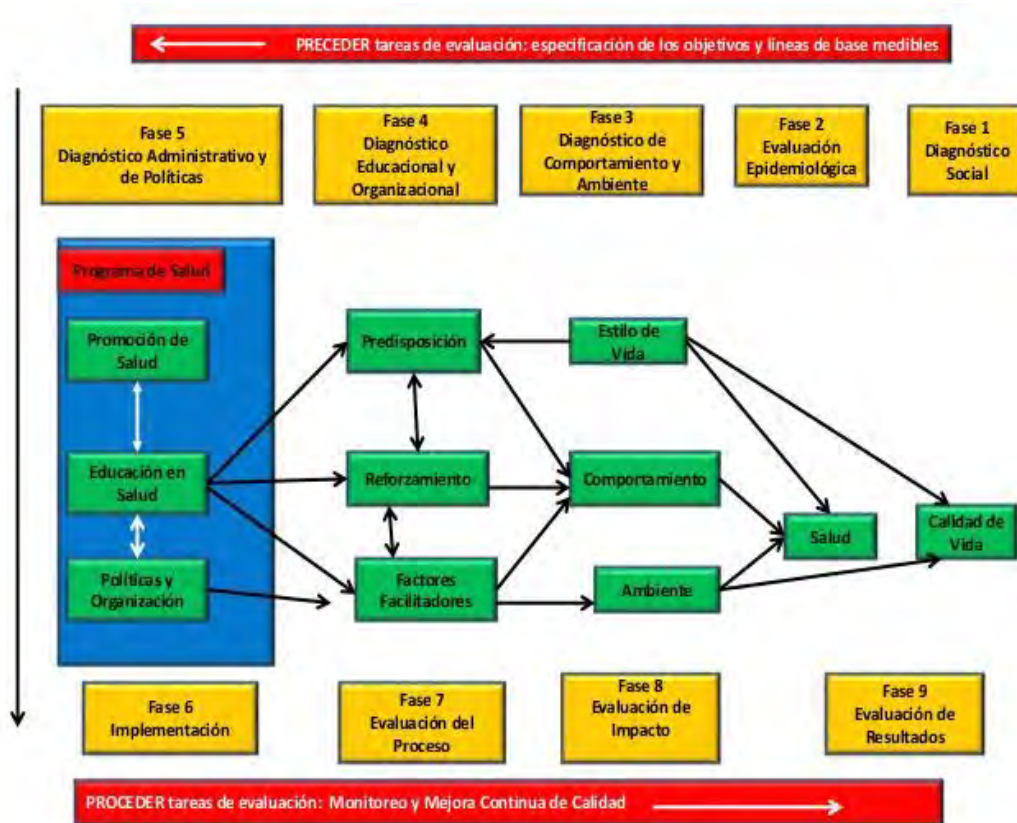 PRECEDER tareas de evaluación: especificación de los objetivos y líneas de base medibles
Fase 5
Diagnóstico Administrativo y
de Políticas
Fase 4
Diagnóstico
Educacional y
Organizacional
Fase 3
Diagnóstico de
Comportamiento y
Ambiente
Fase 2
Evaluación
Epidemiológica
Fase 1
Diagnóstico
Social
Programa de Salud
Promoción de
Salud
Predisposición
Estilo de
Vida
Educación en
Salud
Reforzamiento
Comportamiento
Salud
Calidad de
Vida
Políticas y
Organización
Factores
Facilitadores
Ambiente
Fase 6
Implementación
Fase 7
Evaluación del
Proceso
Fase 8
Evaluación de
Impacto
Fase 9
Evaluación de
Resultados
PROCEDER tareas de evaluación: Monitoreo y Mejora Continua de Calidad